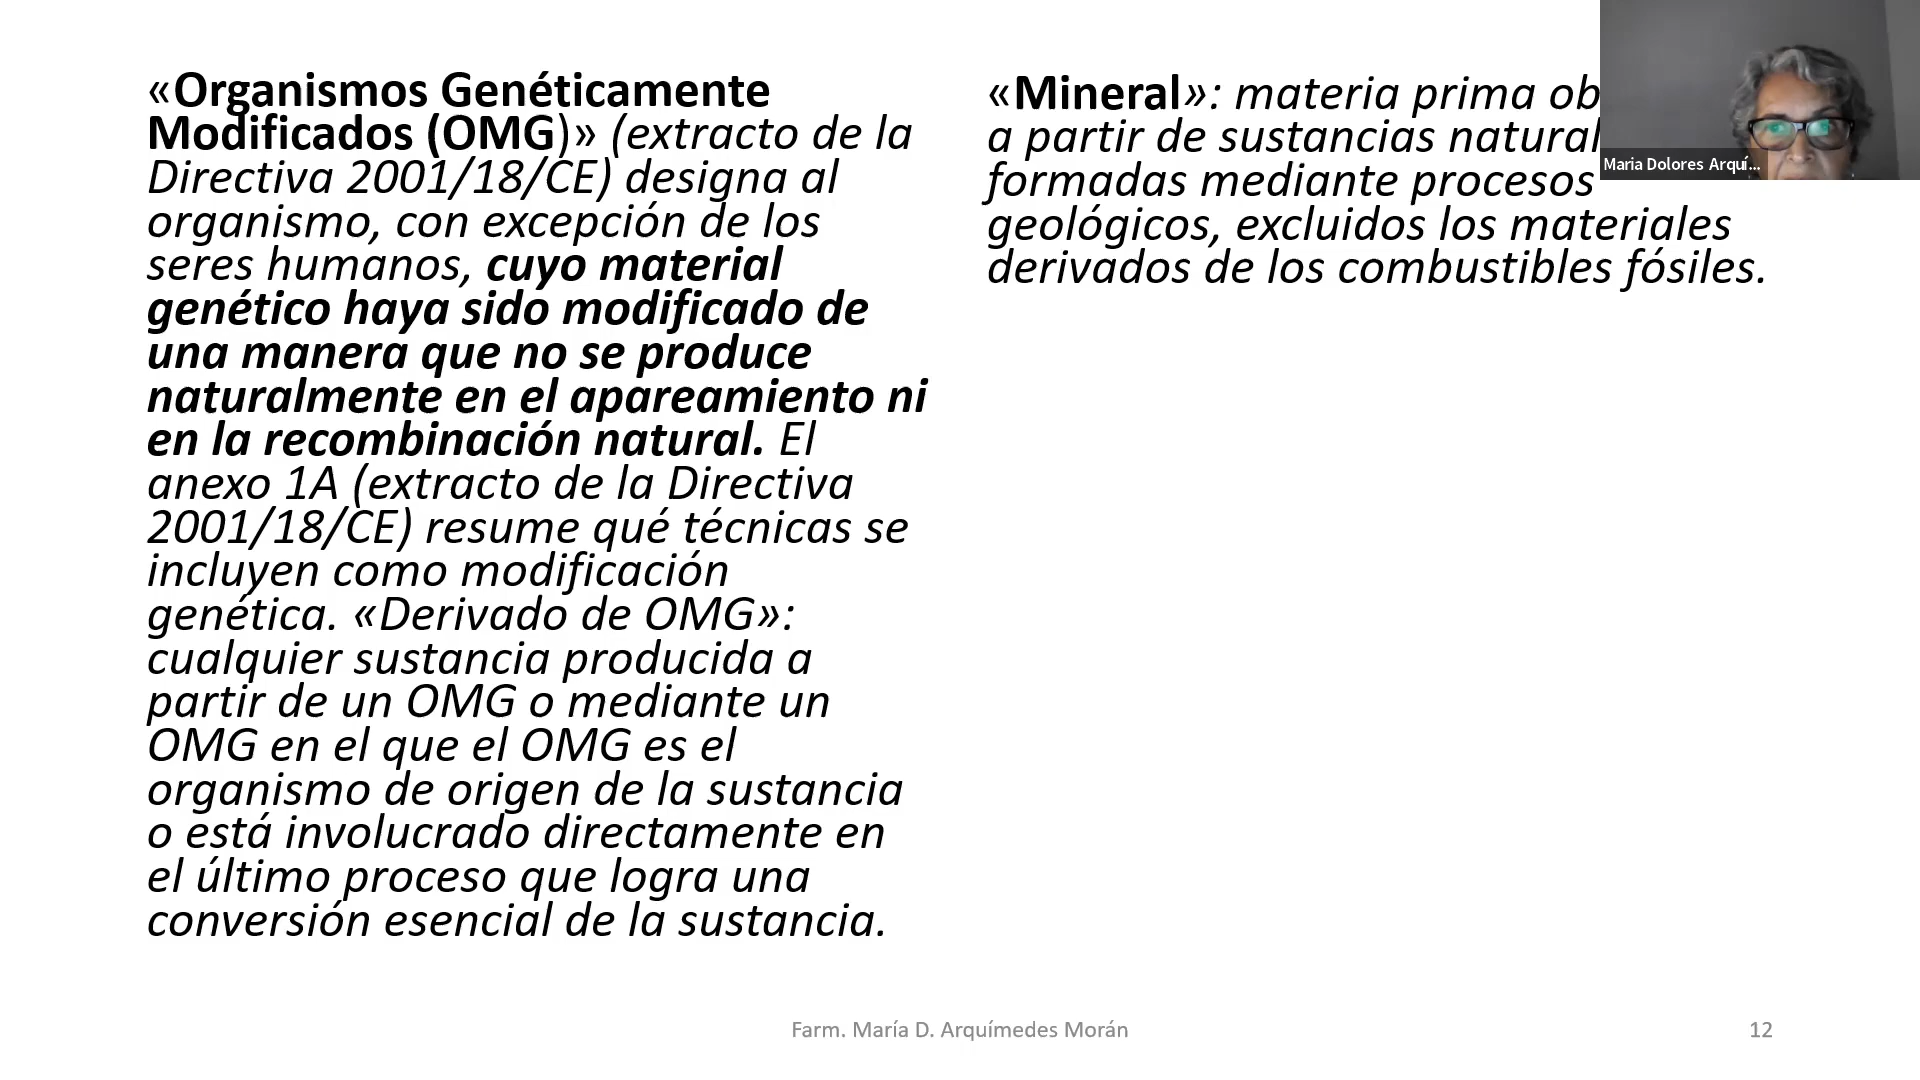 «Organismos Genéticamente
Modificados (OMG)» (extracto de la
Directiva 2001/18/CE) designa al
organismo, con excepción de los
seres humanos, cuyo material
genético haya sido modificado de
una manera que no se produce
naturalmente en el apareamiento ni
en la recombinación natural. El
anexo 1A (extracto de la Directiva
2001/18/CE) resume qué técnicas se
incluyen como modificación
genética. «Derivado de OMG»:
cualquier sustancia producida a
partir de un OMG o mediante un
OMG en el que el OMG es el
organismo de origen de la sustancia
o está involucrado directamente en
el último proceso que logra una
conversión esencial de la sustancia.
«Mineral»: materia prima
a partir de sustancias
formadas mediante procesos
geológicos, excluidos los materiales
derivados de los combustibles fósiles.
Maria Dolores Arquí...
Farm. María D. Arquímedes Morán
12